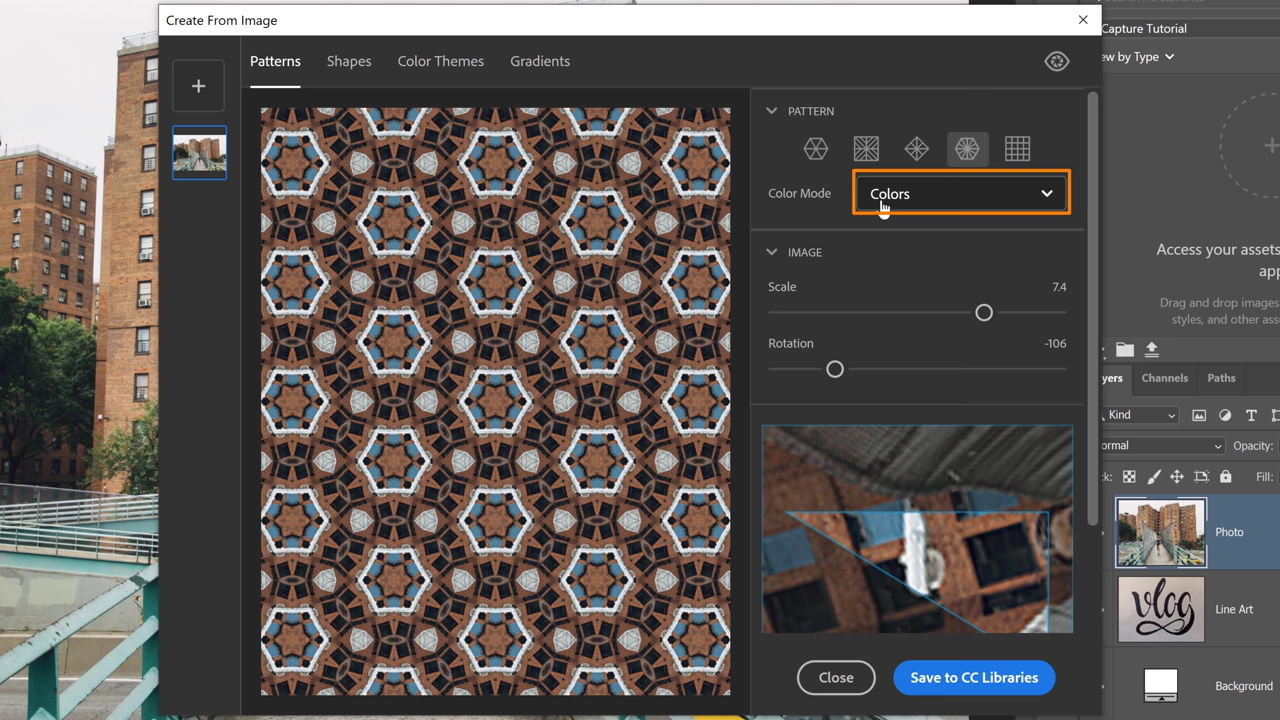 Create From Image
Patterns Shapes Color Themes Gradients
PATTERN
Color Mode Colors
IMAGE
Scale 7.4
Rotation -106
Close Save to CC Libraries
Capture Tutorial
ew by Type
Access your assets
app
Drag and drop images
styles, and other ass
yers Channels Paths
Kind
ormal Opacity:
k: Fill:
Photo
vlog
Line Art
Background